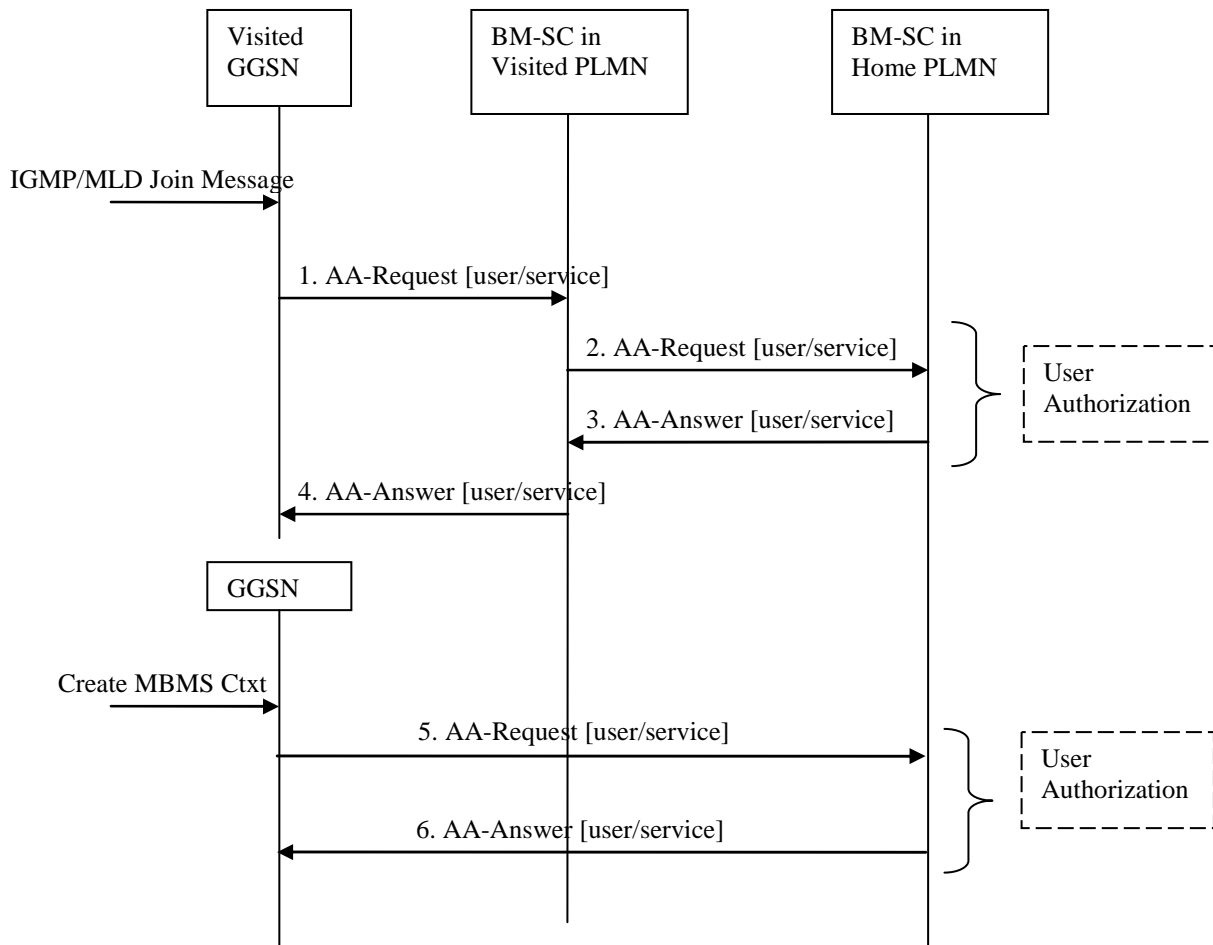 Visited
GGSN
BM-SC in
Visited PLMN
BM-SC in
Home PLMN
IGMP/MLD Join Message
1. AA-Request [user/service]
2. AA-Request [user/service]
User
Authorization
3. AA-Answer [user/service]
4. AA-Answer [user/service]
GGSN
Create MBMS Ctxt
5. AA-Request [user/service]
User
Authorization
6. AA-Answer [user/service]